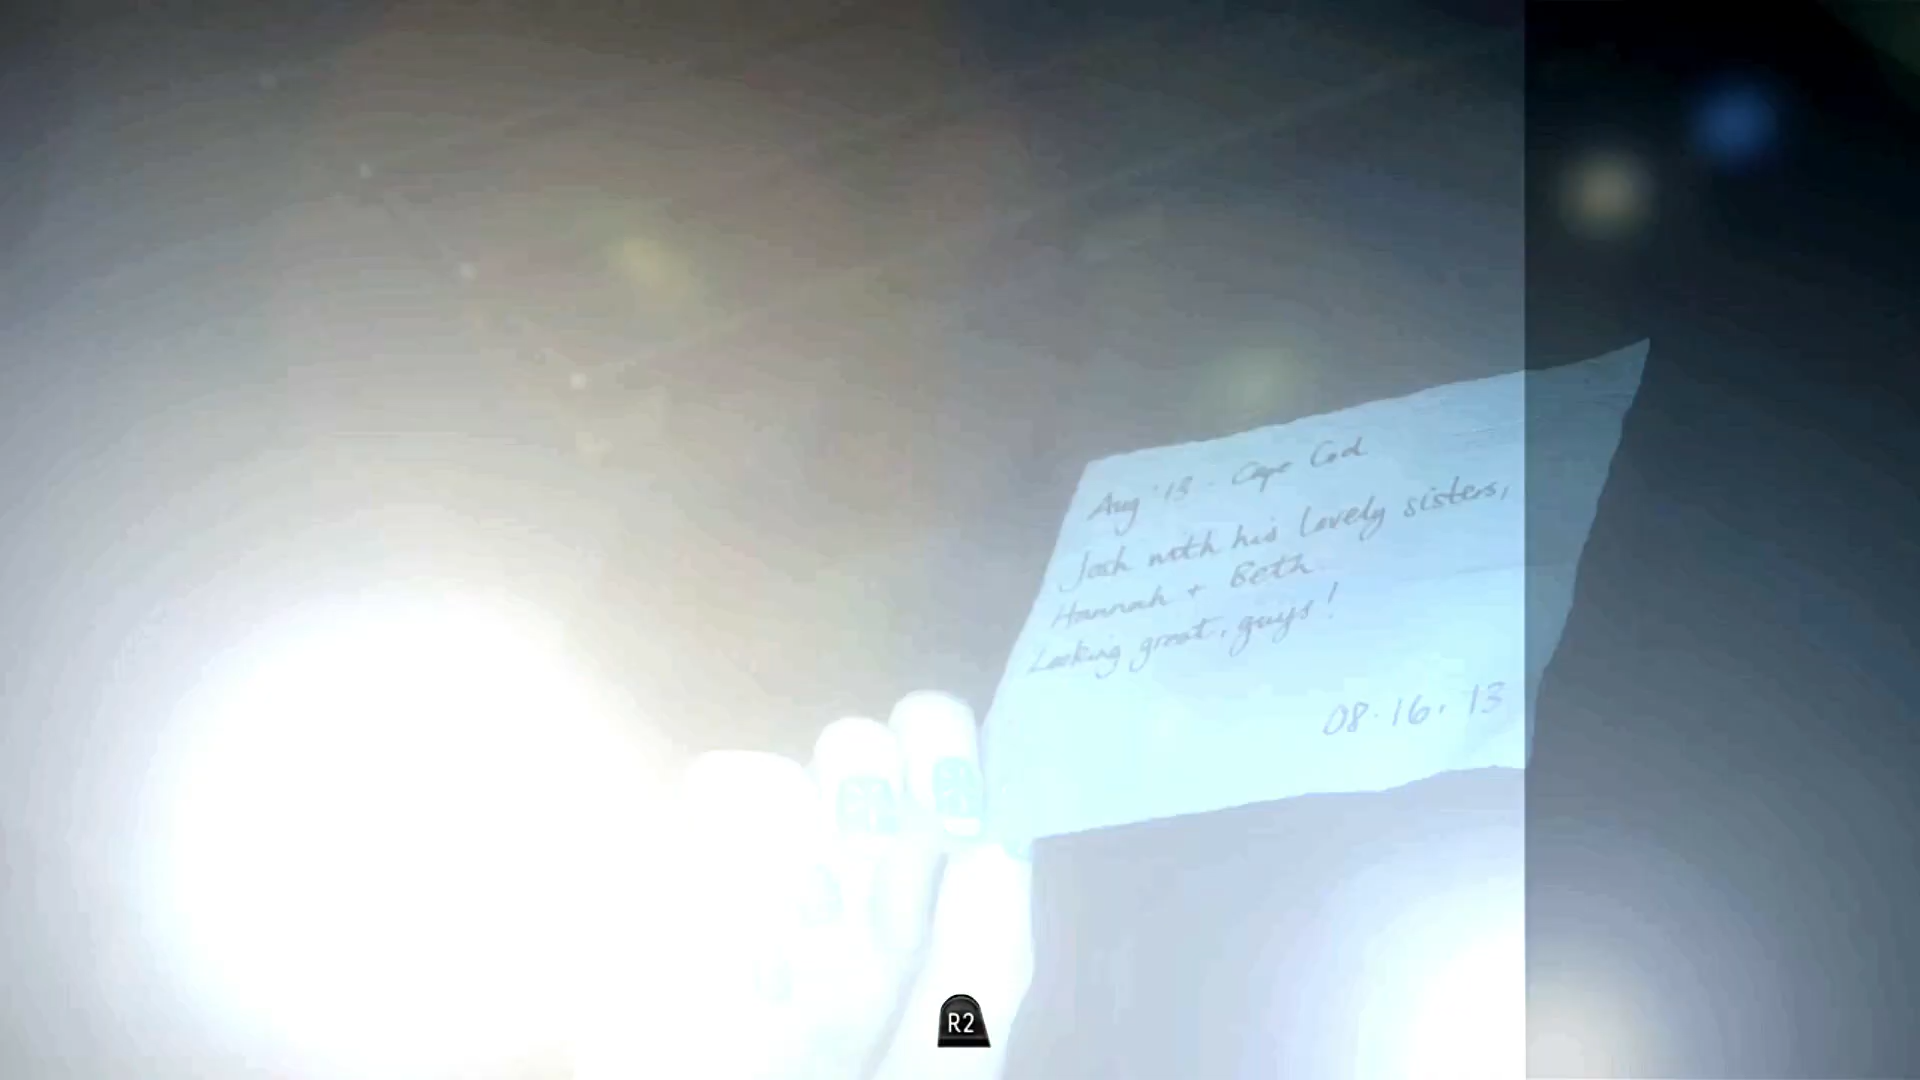 Aug '13 - Cape Cod
Josh with his lovely sisters,
Hannah + Beth
Looking great, guys!
08.16.13
R2